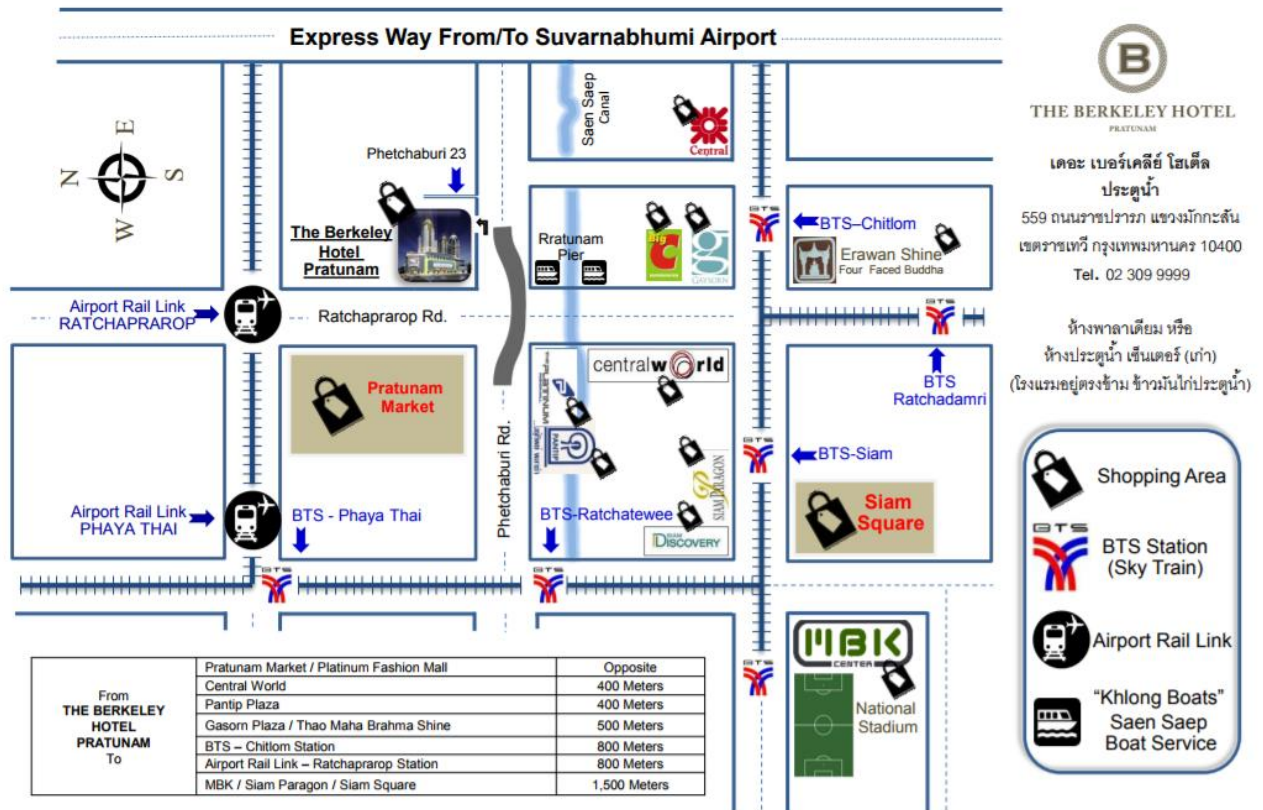 Express Way From/To Suvarnabhumi Airport
N
E
S
W
Phetchaburi 23
The Berkeley
Hotel
Pratunam
Saen Saep
Canal
Central
Rratunam
Pier
Big
C
g
GAYSORN
BTS
BTS–Chitlom
Erawan Shine
Four Faced Buddha
Airport Rail Link
RATCHAPRAROP
Ratchaprarop Rd.
BTS
BTS
Ratchadamri
Pratunam
Market
Phetchaburi Rd.
THE PLATINUM
PANTIP
centralworld
SIAM PARAGON
SIAM
DISCOVERY
BTS
BTS-Siam
Siam
Square
Airport Rail Link
PHAYA THAI
BTS - Phaya Thai
BTS
BTS-Ratchatewee
BTS
BTS
MBK
CENTER
National
Stadium
From
THE BERKELEY
HOTEL
PRATUNAM
To
Pratunam Market / Platinum Fashion Mall Opposite
Central World 400 Meters
Pantip Plaza 400 Meters
Gasorn Plaza / Thao Maha Brahma Shine 500 Meters
BTS – Chitlom Station 800 Meters
Airport Rail Link – Ratchaprarop Station 800 Meters
MBK / Siam Paragon / Siam Square 1,500 Meters
B
THE BERKELEY HOTEL
PRATUNAM
เดอะ เบอร์เคลีย์ โฮเต็ล
ประตูน้ำ
559 ถนนราชปรารภ แขวงมักกะสัน
เขตราชเทวี กรุงเทพมหานคร 10400
Tel. 02 309 9999
ห้างพาลาเดียม หรือ
ห้างประตูน้ำ เซ็นเตอร์ (เก่า)
(โรงแรมอยู่ตรงข้าม ข้าวมันไก่ประตูน้ำ)
Shopping Area
BTS
BTS Station
(Sky Train)
Airport Rail Link
“Khlong Boats”
Saen Saep
Boat Service